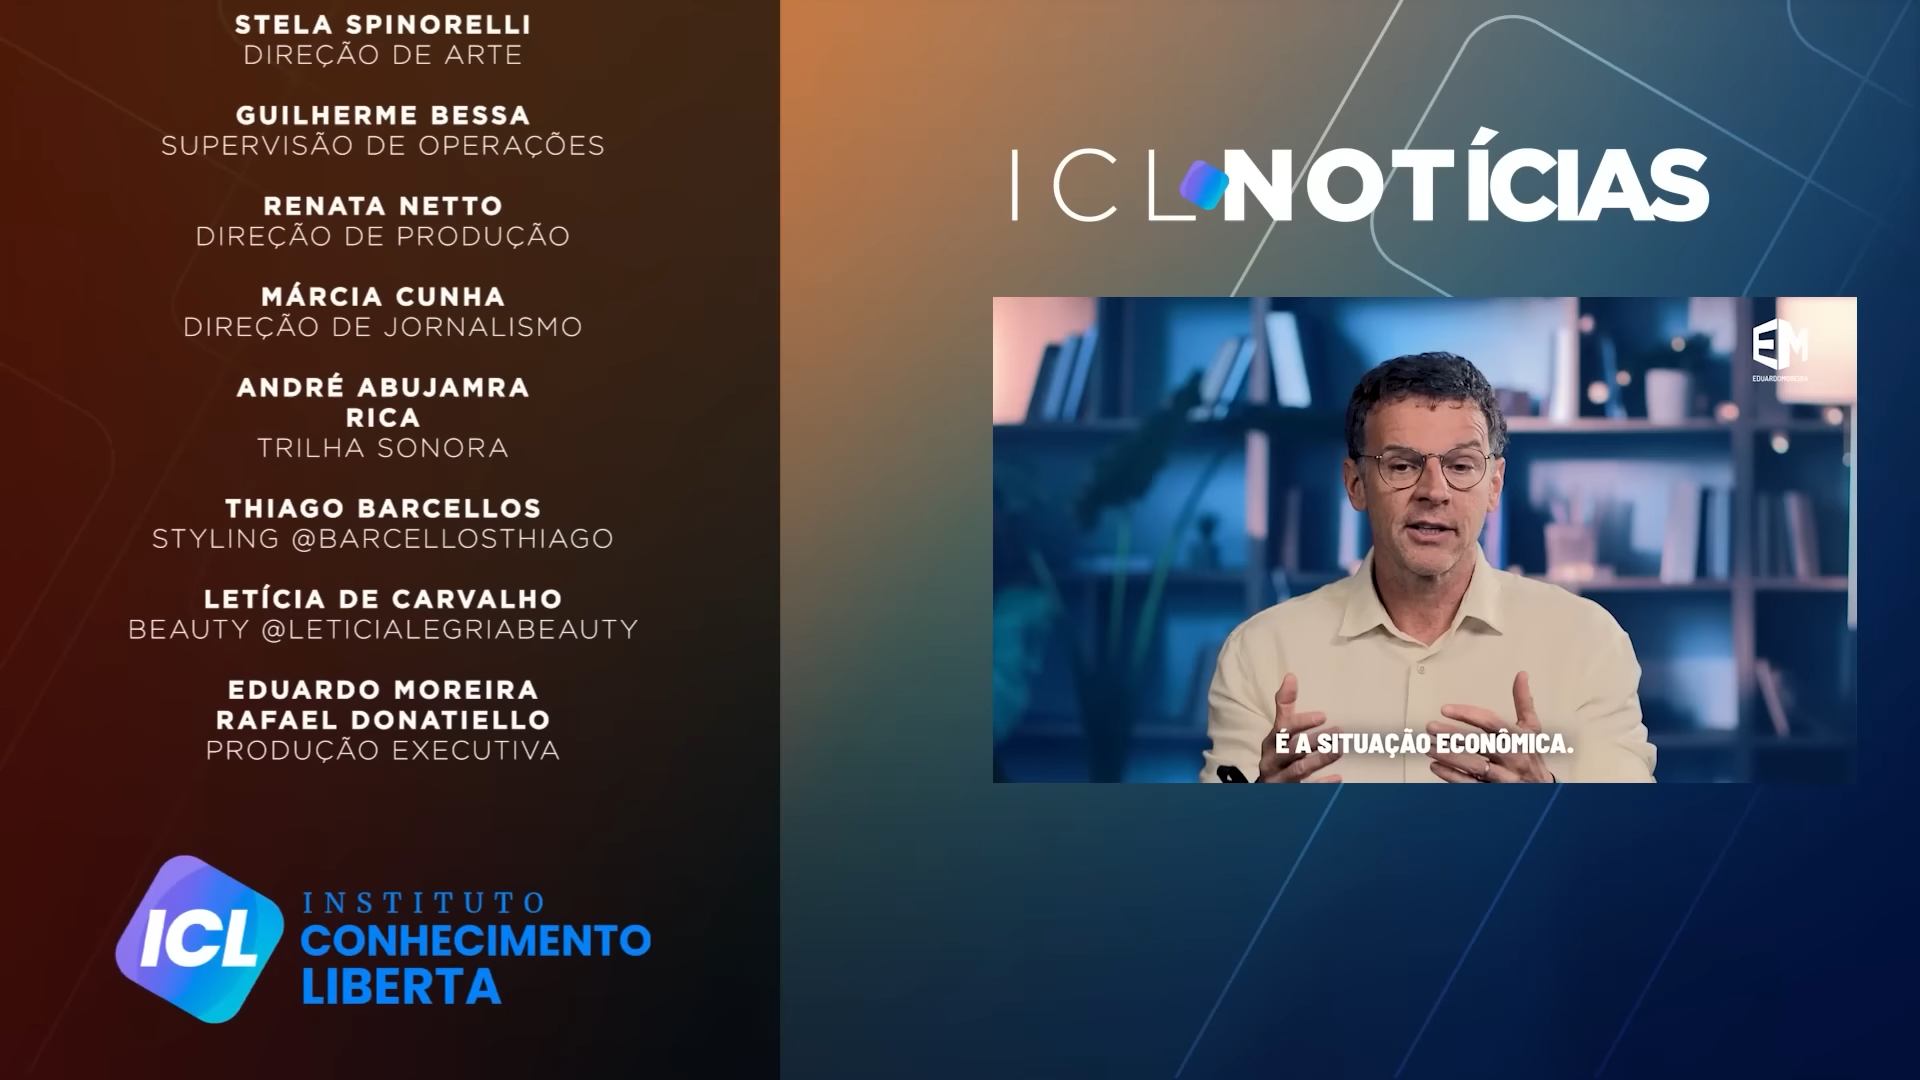 STELA SPINORELLI
DIREÇÃO DE ARTE
GUILHERME BESSA
SUPERVISÃO DE OPERAÇÕES
RENATA NETTO
DIREÇÃO DE PRODUÇÃO
MÁRCIA CUNHA
DIREÇÃO DE JORNALISMO
ANDRÉ ABUJAMRA
RICA
TRILHA SONORA
THIAGO BARCELLOS
STYLING @BARCELLOSTHIAGO
LETÍCIA DE CARVALHO
BEAUTY @LETICIALEGRIABEAUTY
EDUARDO MOREIRA
RAFAEL DONATIELLO
PRODUÇÃO EXECUTIVA
ICL
INSTITUTO
CONHECIMENTO
LIBERTA
ICL NOTÍCIAS
EM
EDUARDO MOREIRA
É A SITUAÇÃO ECONÔMICA.